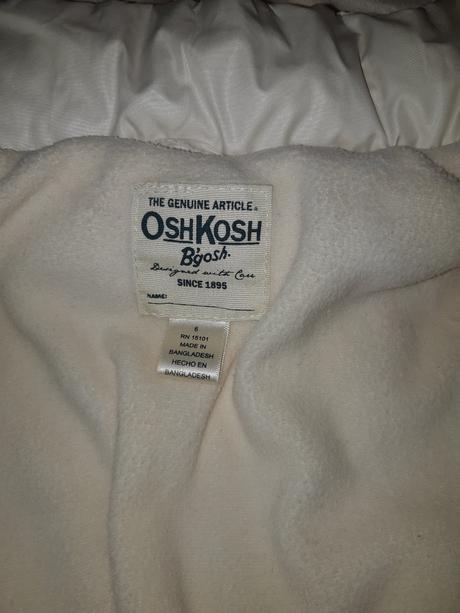 THE GENUINE ARTICLE®
OSHKOSH
B'gosh.
Designed with Care
SINCE 1895
NAME:
6
RN 15101
MADE IN
BANGLADESH
HECHO EN
BANGLADESH